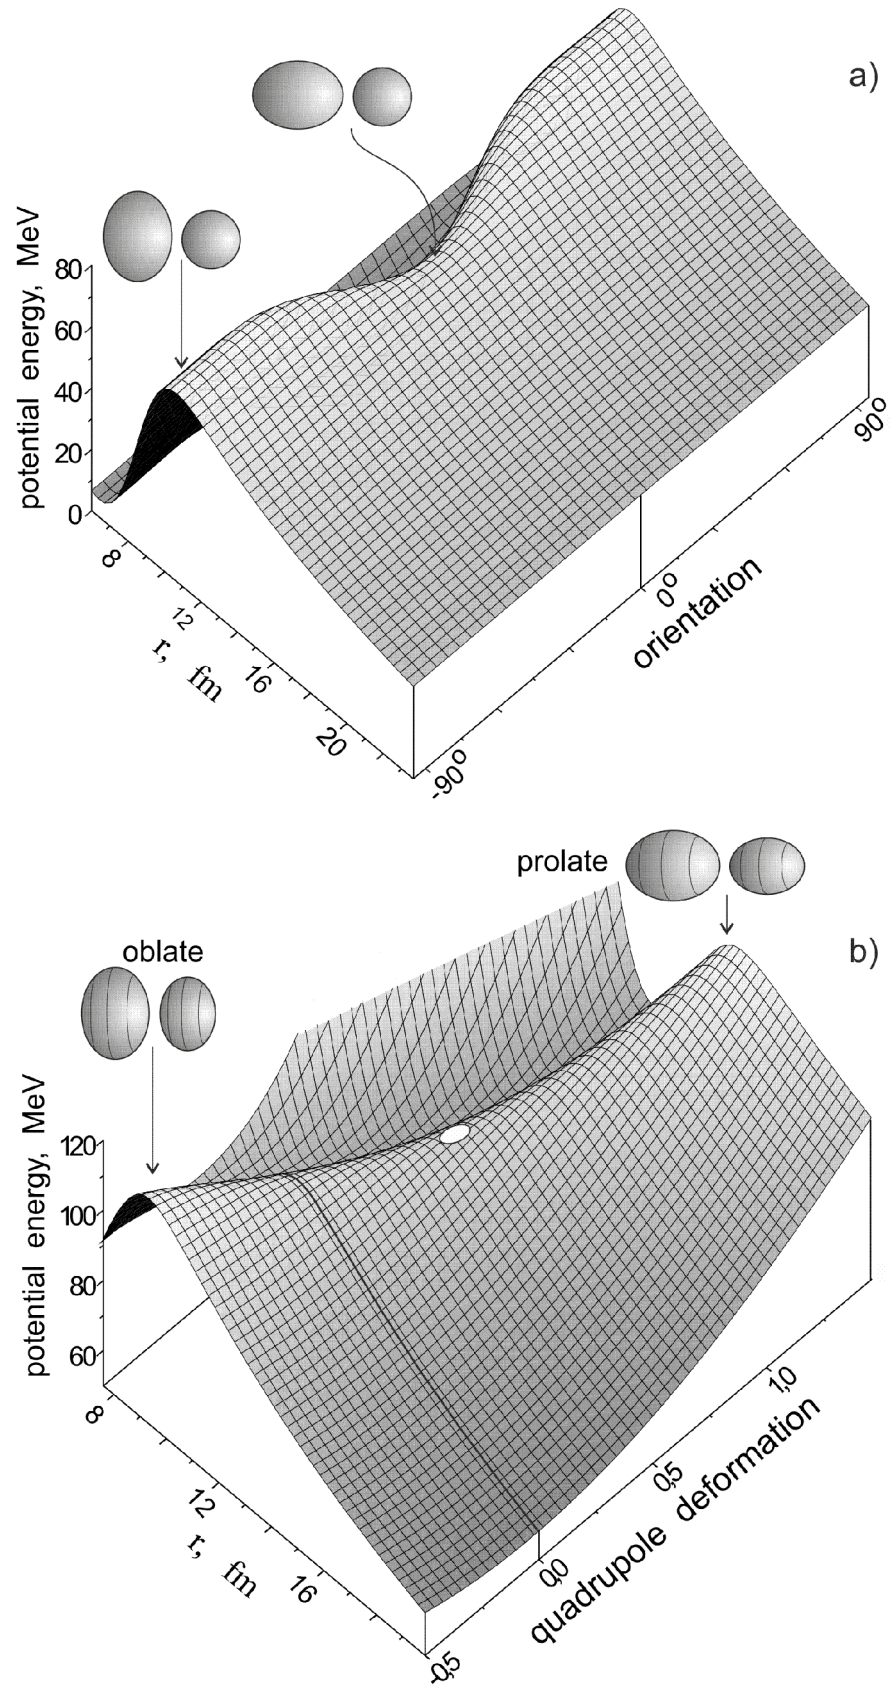 a)
potential energy, MeV
80
60
40
20
0
8
12
16
20
r, fm
-90°
0°
90°
orientation
prolate
oblate
b)
potential energy, MeV
120
100
80
60
8
12
16
r, fm
-0,5
0,0
0,5
1,0
quadrupole deformation